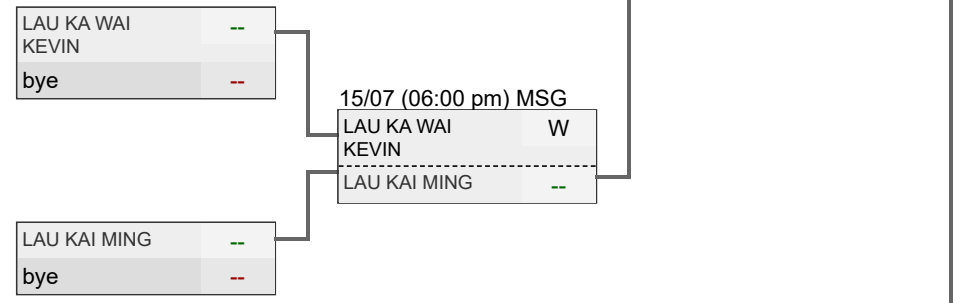 LAU KA WAI --
KEVIN
bye --
15/07 (06:00 pm) MSG
LAU KA WAI W
KEVIN
LAU KAI MING --
LAU KAI MING --
bye --